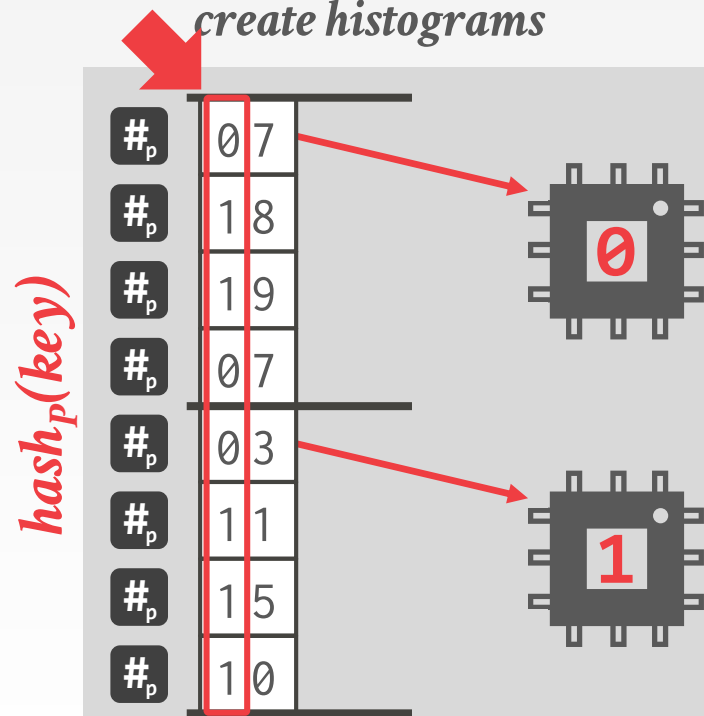 create histograms
hashP(key)
#p 07
0
#p 18
#p 19
#p 07
#p 03
1
#p 11
#p 15
#p 10